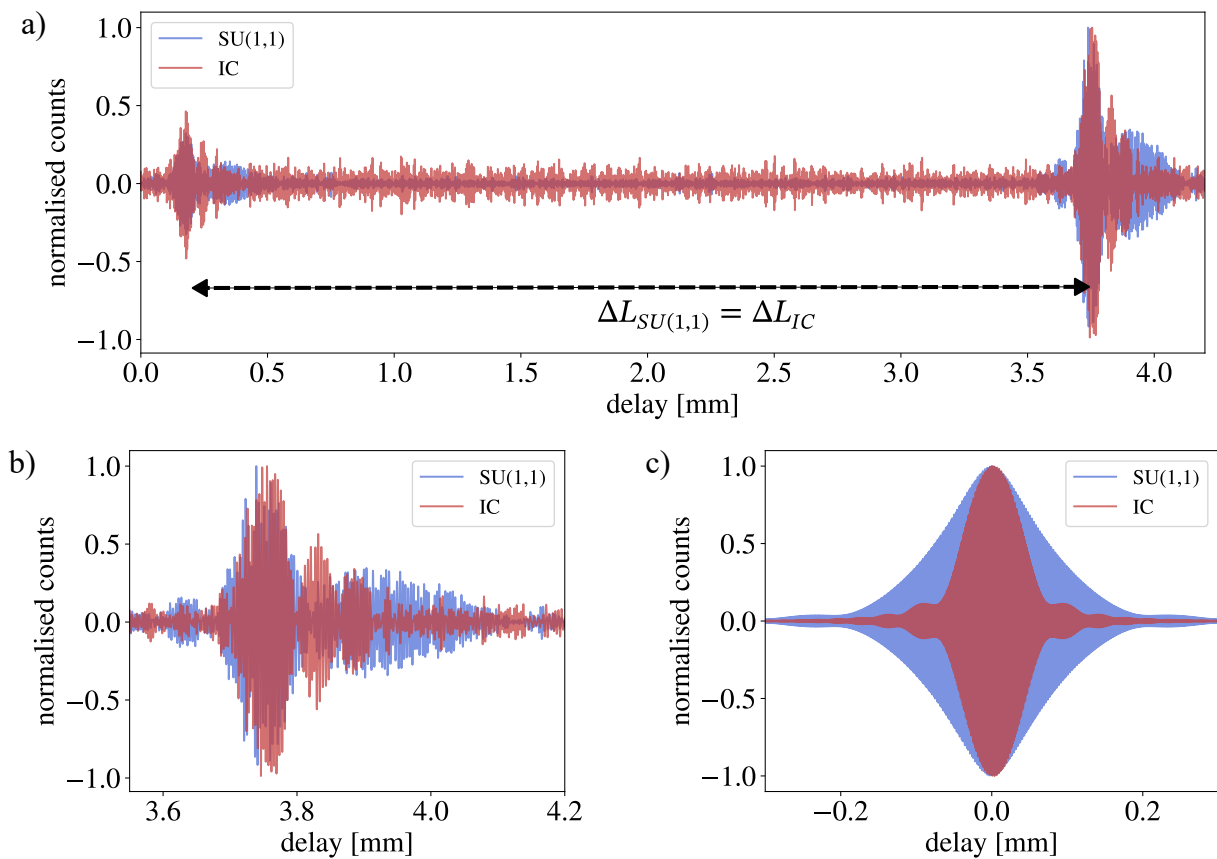 a)
SU(1,1)
IC
normalised counts
1.0
0.5
0.0
−0.5
−1.0
ΔL_SU(1,1) = ΔL_IC
0.0 0.5 1.0 1.5 2.0 2.5 3.0 3.5 4.0
delay [mm]
b)
SU(1,1)
IC
normalised counts
1.0
0.5
0.0
−0.5
−1.0
3.6 3.8 4.0 4.2
delay [mm]
c)
SU(1,1)
IC
normalised counts
1.0
0.5
0.0
−0.5
−1.0
−0.2 0.0 0.2
delay [mm]